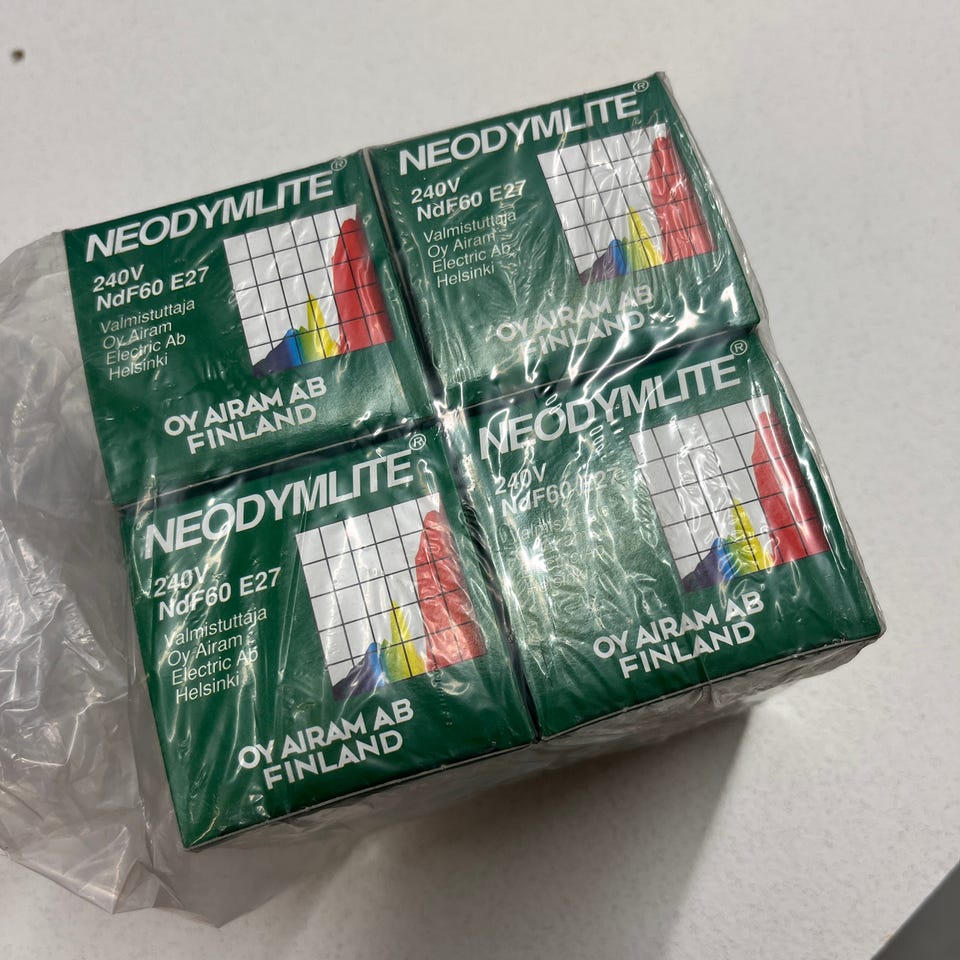 NEODYMLITE®
240V
NdF60 E27
Valmistuttaja
Oy Airam
Electric Ab
Helsinki
OY AIRAM AB
FINLAND
NEODYMLITE®
240V
NdF60 E27
Valmistuttaja
Oy Airam
Electric Ab
Helsinki
OY AIRAM AB
FINLAND
NEODYMLITE®
240V
NdF60 E27
Valmistuttaja
Oy Airam
Electric Ab
Helsinki
OY AIRAM AB
FINLAND
NEODYMLITE®
240V
NdF60 E27
OY AIRAM AB
FINLAND